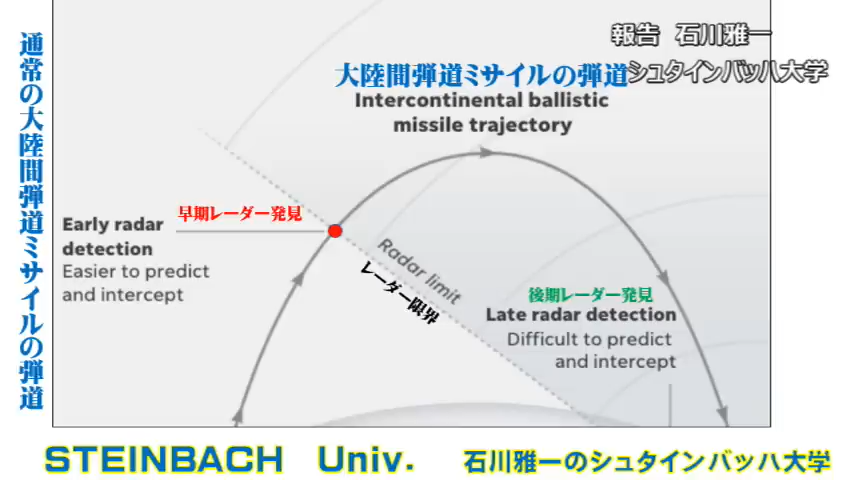 報告 石川雅一
シュタインバッハ大学
通常の大陸間弾道ミサイルの弾道
大陸間弾道ミサイルの弾道
Intercontinental ballistic
missile trajectory
早期レーダー発見
Early radar
detection
Easier to predict
and intercept
Radar limit
レーダー限界
後期レーダー発見
Late radar detection
Difficult to predict
and intercept
STEINBACH Univ.
石川雅一のシュタインバッハ大学